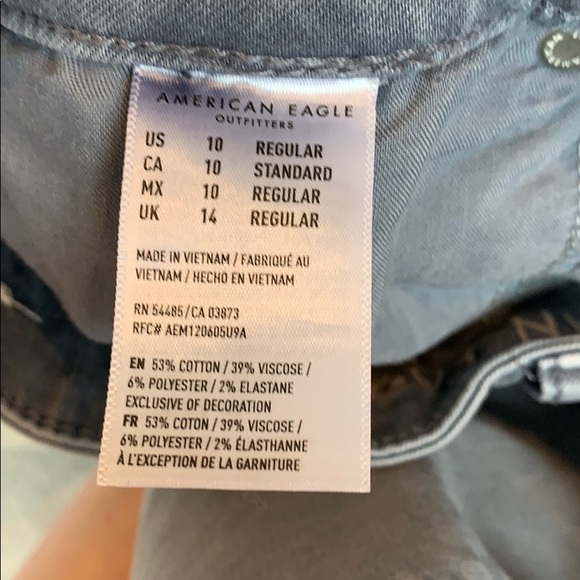 AMERICAN EAGLE
OUTFITTERS
US 10 REGULAR
CA 10 STANDARD
MX 10 REGULAR
UK 14 REGULAR
MADE IN VIETNAM / FABRIQUÉ AU
VIETNAM / HECHO EN VIETNAM
RN 54485/CA 03873
RFC# AEM120605U9A
EN 53% COTTON / 39% VISCOSE /
6% POLYESTER / 2% ELASTANE
EXCLUSIVE OF DECORATION
FR 53% COTON / 39% VISCOSE /
6% POLYESTER / 2% ÉLASTHANNE
À L'EXCEPTION DE LA GARNITURE